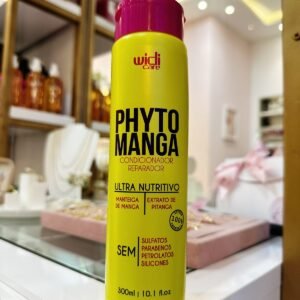 widi
care
PHYTO
MANGA
CONDICIONADOR
REPARADOR
ULTRA NUTRITIVO
MANTEIGA EXTRATO DE
DE MANGA PITANGA
SEM
SULFATOS
PARABENOS
PETROLATOS
SILICONES
300ml | 10.1 fl.oz